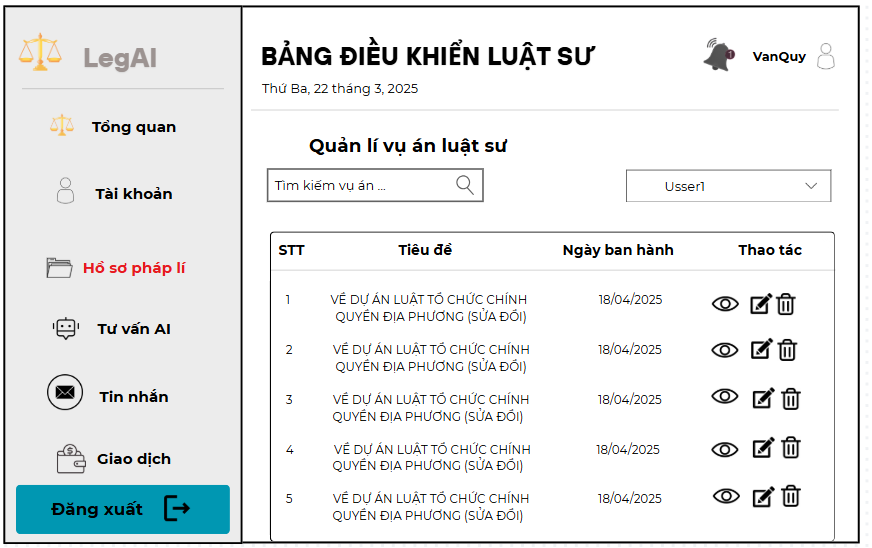 LegAI
BẢNG ĐIỀU KHIỂN LUẬT SƯ
1
VanQuy
Thứ Ba, 22 tháng 3, 2025
Tổng quan
Tài khoản
Hồ sơ pháp lí
Tư vấn AI
Tin nhắn
Giao dịch
Đăng xuất
Quản lí vụ án luật sư
Tìm kiếm vụ án ...
Usser1
STT Tiêu đề Ngày ban hành Thao tác
1 VỀ DỰ ÁN LUẬT TỔ CHỨC CHÍNH 18/04/2025
QUYỀN ĐỊA PHƯƠNG (SỬA ĐỔI)
2 VỀ DỰ ÁN LUẬT TỔ CHỨC CHÍNH 18/04/2025
QUYỀN ĐỊA PHƯƠNG (SỬA ĐỔI)
3 VỀ DỰ ÁN LUẬT TỔ CHỨC CHÍNH 18/04/2025
QUYỀN ĐỊA PHƯƠNG (SỬA ĐỔI)
4 VỀ DỰ ÁN LUẬT TỔ CHỨC CHÍNH 18/04/2025
QUYỀN ĐỊA PHƯƠNG (SỬA ĐỔI)
5 VỀ DỰ ÁN LUẬT TỔ CHỨC CHÍNH 18/04/2025
QUYỀN ĐỊA PHƯƠNG (SỬA ĐỔI)